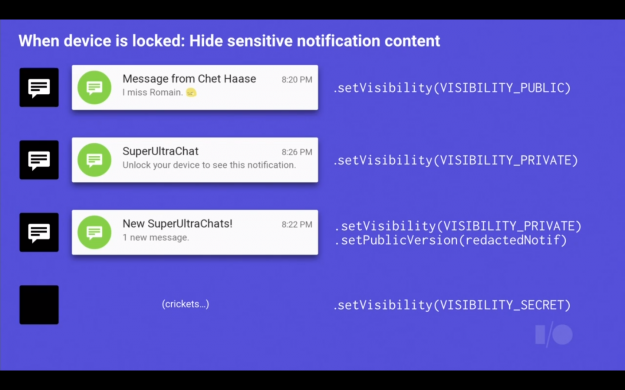 When device is locked: Hide sensitive notification content
Message from Chet Haase 8:20 PM
I miss Romain.
.setVisibility(VISIBILITY_PUBLIC)
SuperUltraChat 8:26 PM
Unlock your device to see this notification.
.setVisibility(VISIBILITY_PRIVATE)
New SuperUltraChats! 8:22 PM
1 new message.
.setVisibility(VISIBILITY_PRIVATE)
.setPublicVersion(redactedNotif)
(crickets…)
.setVisibility(VISIBILITY_SECRET)
I/O